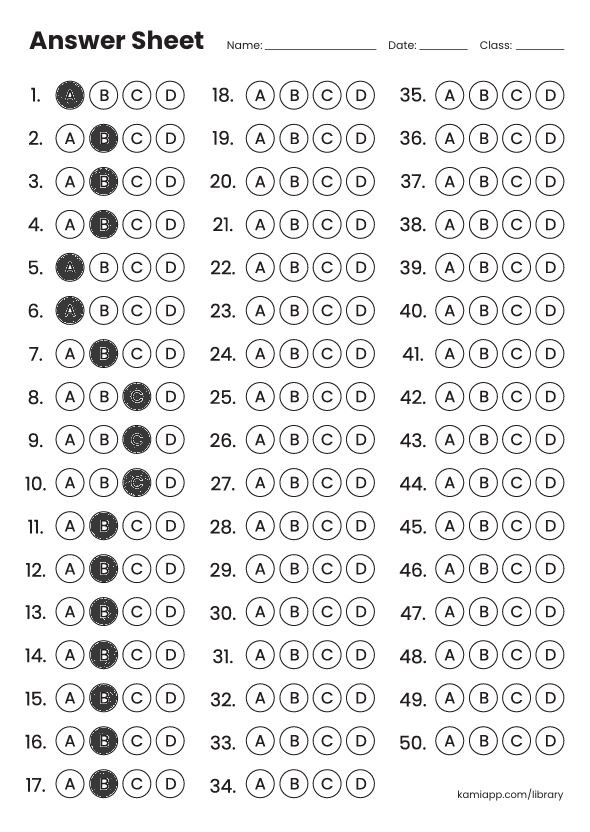 Answer Sheet Name: Date: Class:
1. A B C D 18. A B C D 35. A B C D
2. A B C D 19. A B C D 36. A B C D
3. A B C D 20. A B C D 37. A B C D
4. A B C D 21. A B C D 38. A B C D
5. A B C D 22. A B C D 39. A B C D
6. A B C D 23. A B C D 40. A B C D
7. A B C D 24. A B C D 41. A B C D
8. A B C D 25. A B C D 42. A B C D
9. A B C D 26. A B C D 43. A B C D
10. A B C D 27. A B C D 44. A B C D
11. A B C D 28. A B C D 45. A B C D
12. A B C D 29. A B C D 46. A B C D
13. A B C D 30. A B C D 47. A B C D
14. A B C D 31. A B C D 48. A B C D
15. A B C D 32. A B C D 49. A B C D
16. A B C D 33. A B C D 50. A B C D
17. A B C D 34. A B C D
kamiapp.com/library